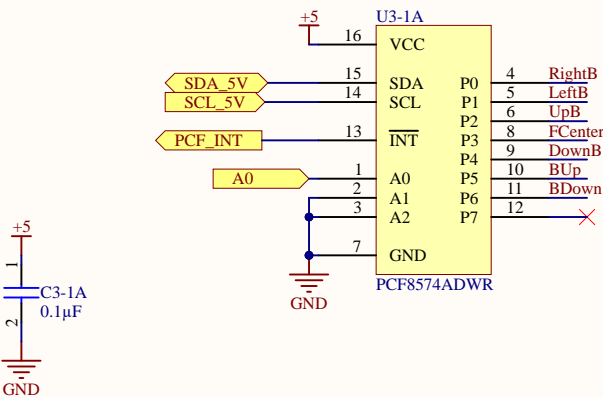 U3-1A
+5
16 VCC
SDA_5V 15 SDA P0 4 RightB
SCL_5V 14 SCL P1 5 LeftB
P2 6 UpB
PCF_INT 13 INT P3 8 FCenter
P4 9 DownB
A0 1 A0 P5 10 BUp
2 A1 P6 11 BDown
3 A2 P7 12
7 GND
GND
PCF8574ADWR
+5
1
C3-1A
0.1µF
2
GND